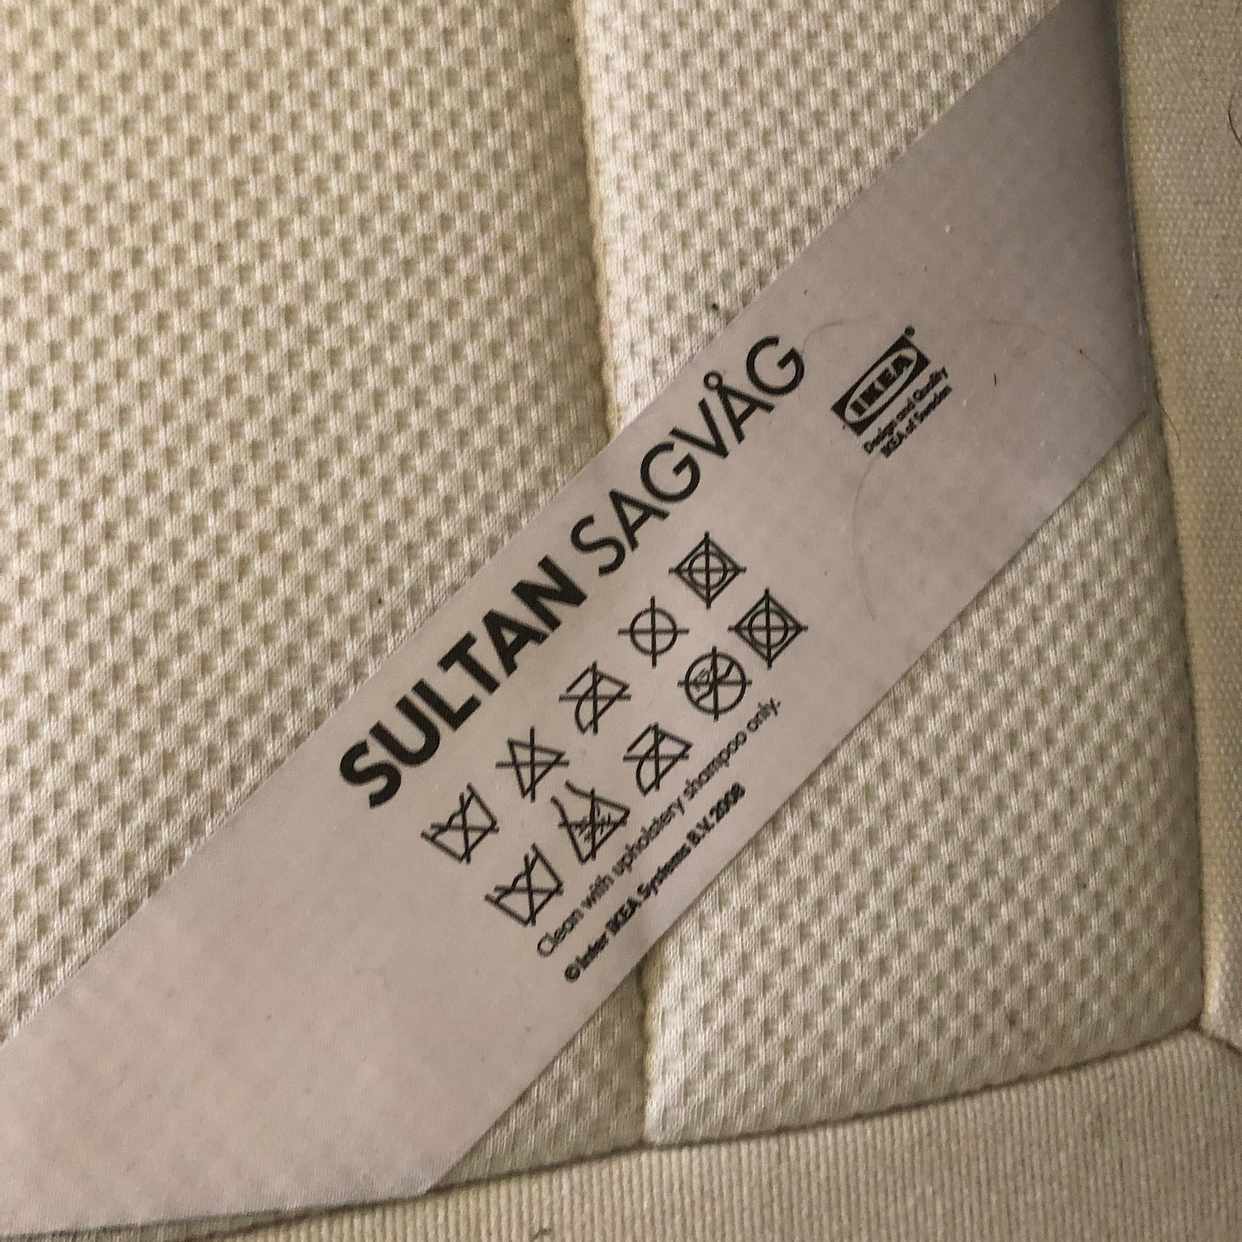 SULTAN SAGVÅG
IKEA®
Design and Quality
IKEA of Sweden
Clean with upholstery shampoo only.
© Inter IKEA Systems B.V. 2008